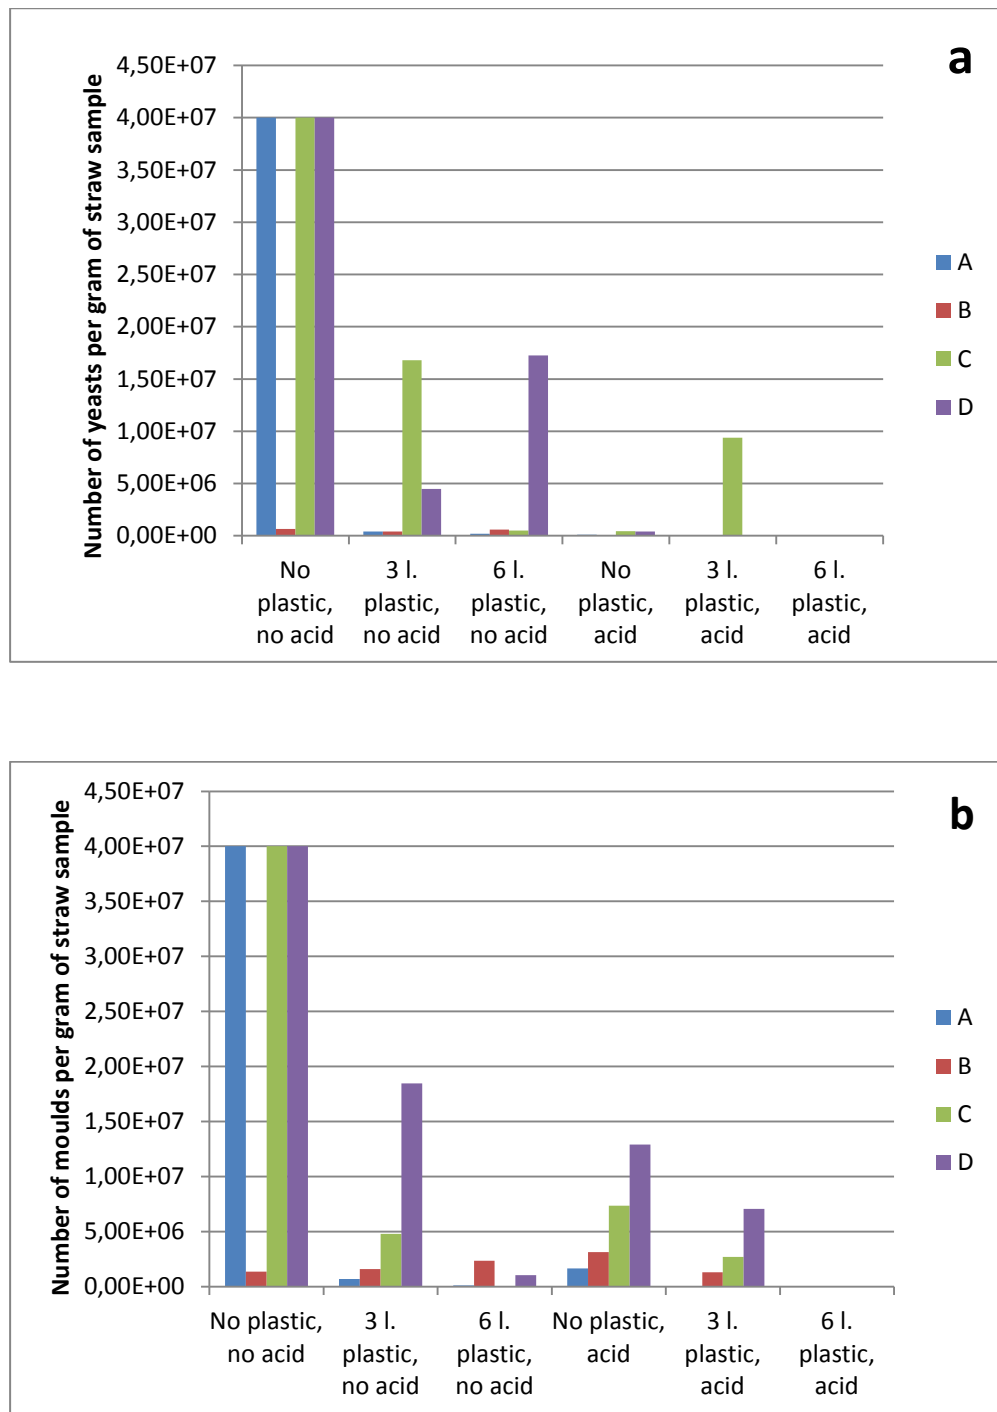 a
Number of yeasts per gram of straw sample
4,50E+07
4,00E+07
3,50E+07
3,00E+07
2,50E+07
2,00E+07
1,50E+07
1,00E+07
5,00E+06
0,00E+00
No
plastic,
no acid
3 l.
plastic,
no acid
6 l.
plastic,
no acid
No
plastic,
acid
3 l.
plastic,
acid
6 l.
plastic,
acid
A
B
C
D
b
Number of moulds per gram of straw sample
4,50E+07
4,00E+07
3,50E+07
3,00E+07
2,50E+07
2,00E+07
1,50E+07
1,00E+07
5,00E+06
0,00E+00
No plastic,
no acid
3 l.
plastic,
no acid
6 l.
plastic,
no acid
No plastic,
acid
3 l.
plastic,
acid
6 l.
plastic,
acid
A
B
C
D